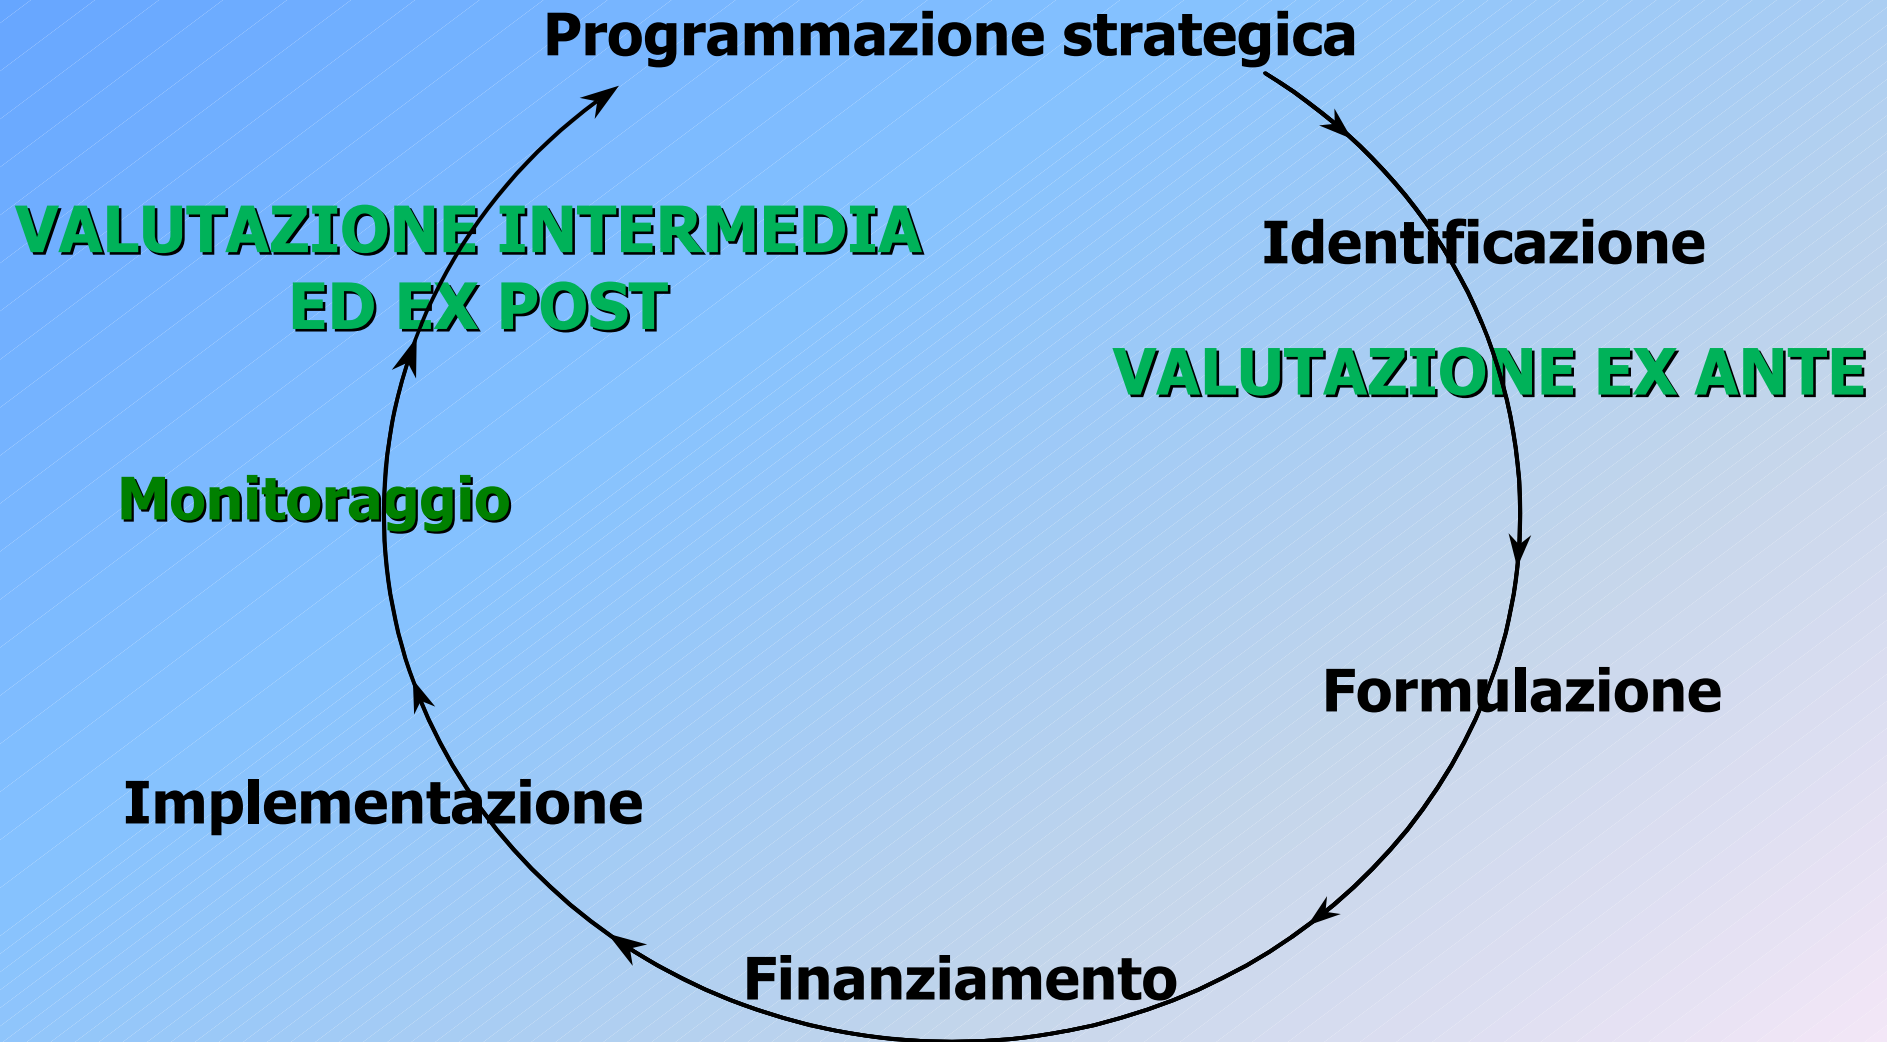 Programmazione strategica
VALUTAZIONE INTERMEDIA
ED EX POST
Identificazione
VALUTAZIONE EX ANTE
Monitoraggio
Formulazione
Implementazione
Finanziamento